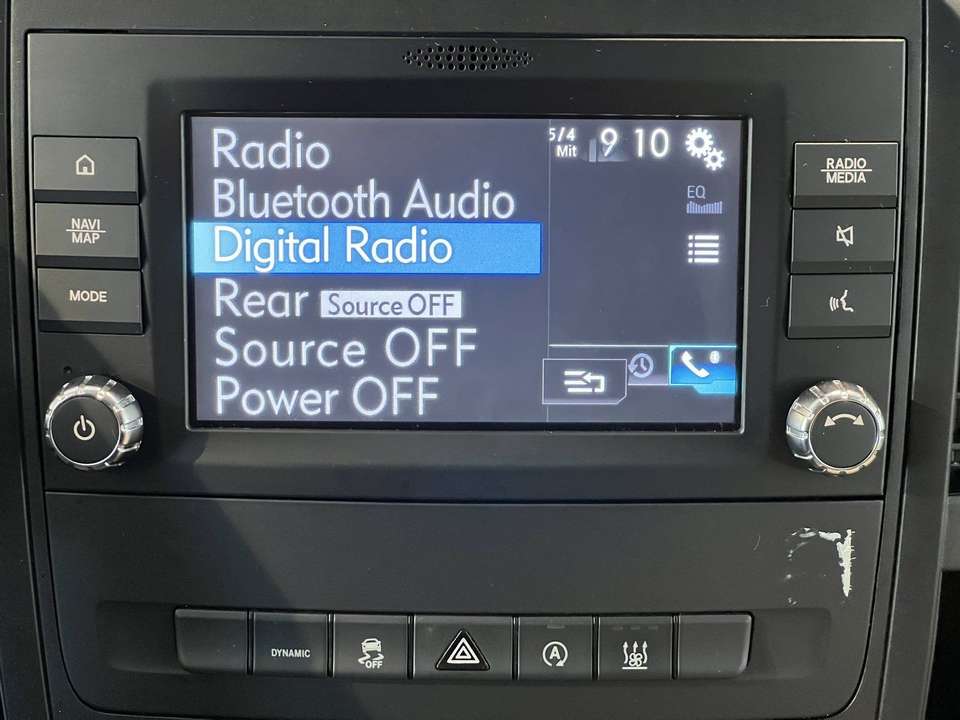 Radio
Bluetooth Audio
Digital Radio
Rear Source OFF
Source OFF
Power OFF
5/4
Mit
9 10
EQ
NAVI
MAP
MODE
RADIO
MEDIA
DYNAMIC
OFF
A